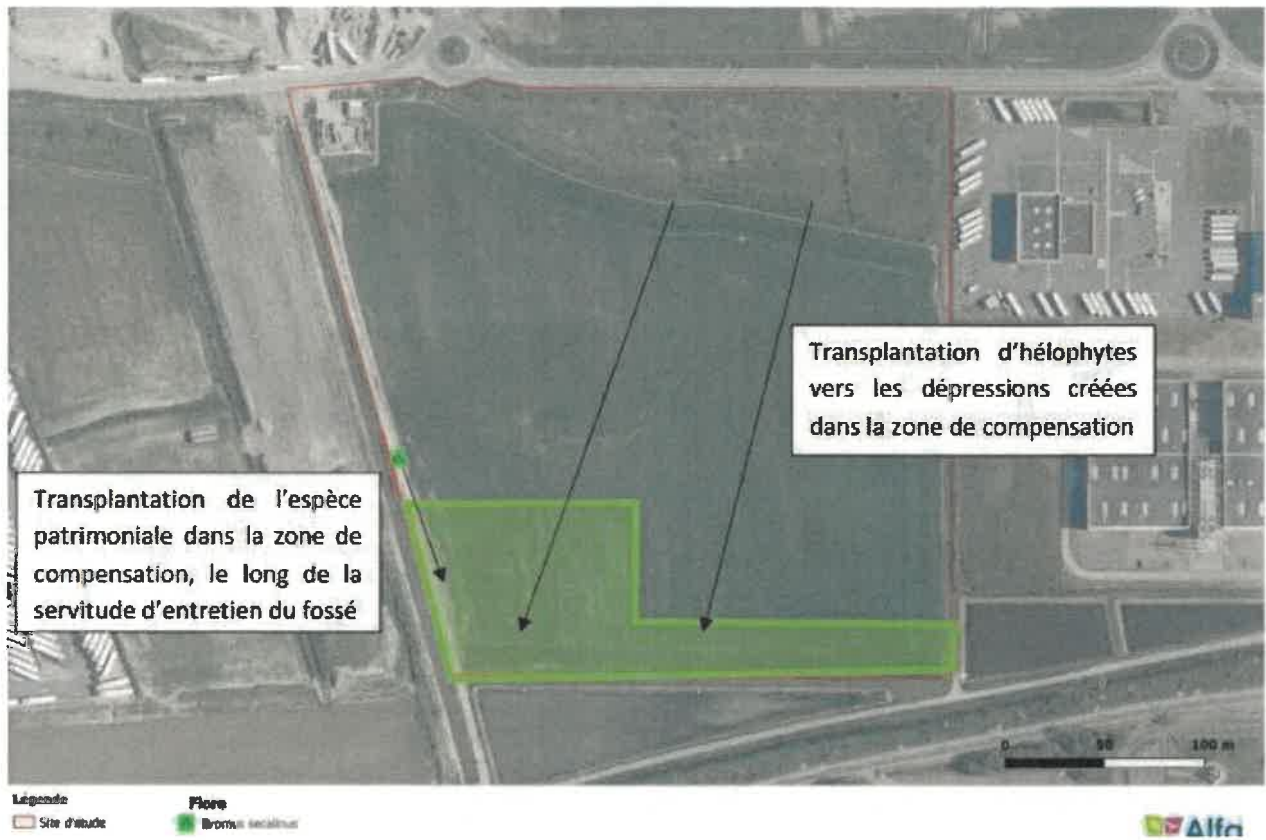 Transplantation d'hélophytes
vers les dépressions créées
dans la zone de compensation
Transplantation de l'espèce
patrimoniale dans la zone de
compensation, le long de la
servitude d'entretien du fossé
0 50 100 m
Légende
Site d'étude
Flore
Bromus secalinus
Alfa